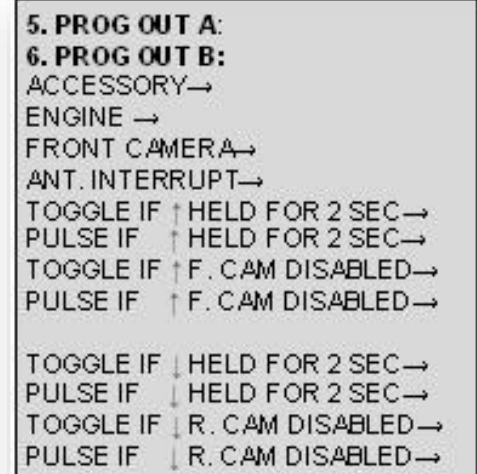 5. PROG OUT A:
6. PROG OUT B:
ACCESSORY→
ENGINE →
FRONT CAMERA→
ANT. INTERRUPT→
TOGGLE IF ↑ HELD FOR 2 SEC→
PULSE IF ↑ HELD FOR 2 SEC→
TOGGLE IF ↑ F. CAM DISABLED→
PULSE IF ↑ F. CAM DISABLED→
TOGGLE IF ↓ HELD FOR 2 SEC→
PULSE IF ↓ HELD FOR 2 SEC→
TOGGLE IF ↓ R. CAM DISABLED→
PULSE IF ↓ R. CAM DISABLED→